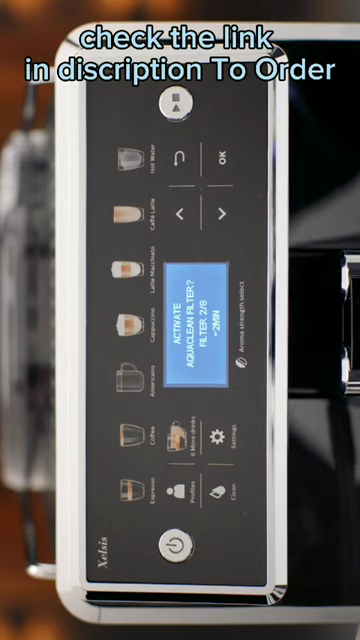 check the link
in discription To Order
Hot Water
Caffè Latte
Latte Macchiato
Cappuccino
Americano
Coffee
Espresso
OK
ACTIVATE
AQUACLEAN FILTER?
FILTER 2/8
~2MIN
Aroma strength select
6 More drinks
Profiles
Settings
Clean
Xelsis